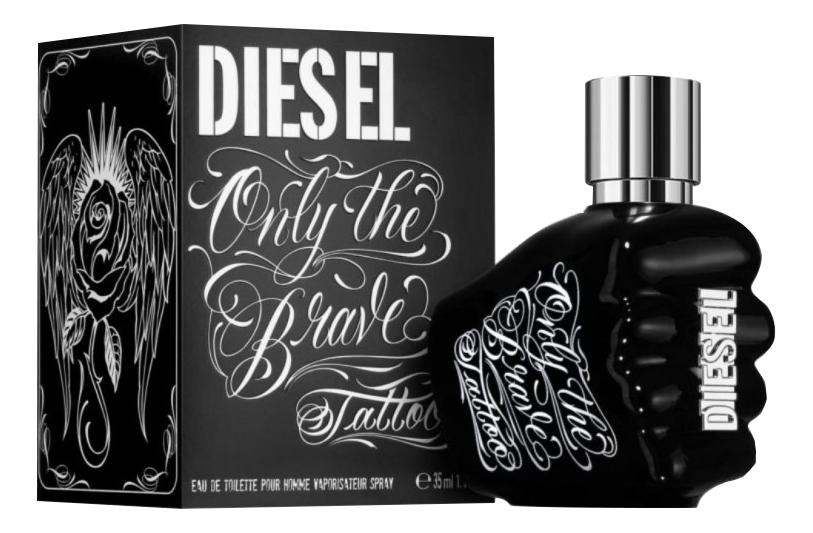 DIESEL
Only the
Brave
Tattoo
EAU DE TOILETTE POUR HOMME VAPORISATEUR SPRAY ℮ 35 ml 1.
Only the
Brave
Tattoo
DIESEL